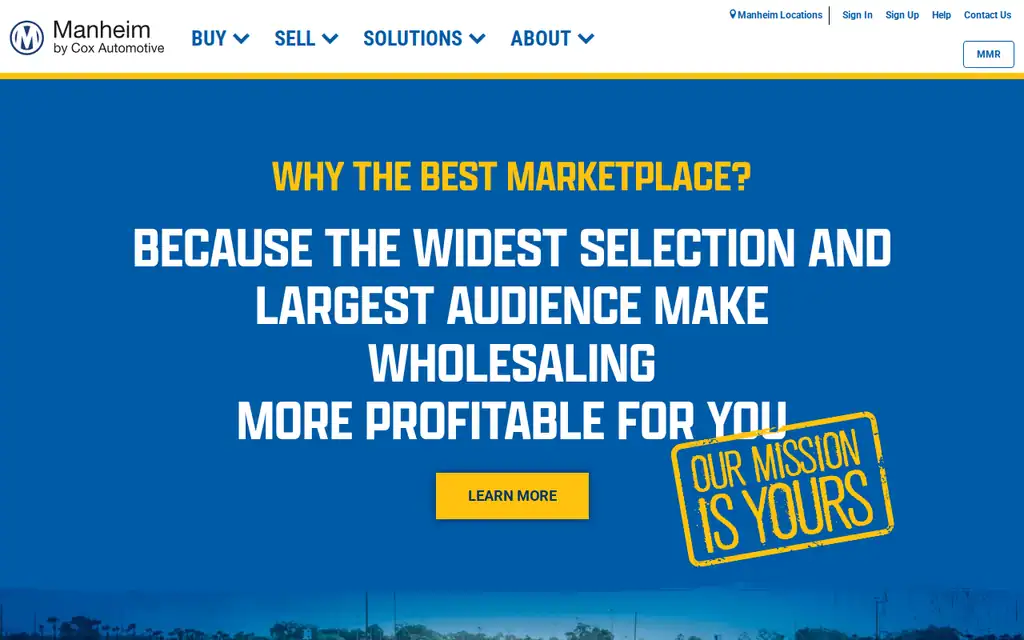 Manheim
by Cox Automotive
BUY
SELL
SOLUTIONS
ABOUT
Manheim Locations
Sign In
Sign Up
Help
Contact Us
MMR
WHY THE BEST MARKETPLACE?
BECAUSE THE WIDEST SELECTION AND
LARGEST AUDIENCE MAKE
WHOLESALING
MORE PROFITABLE FOR YOU
OUR MISSION
IS YOURS
LEARN MORE